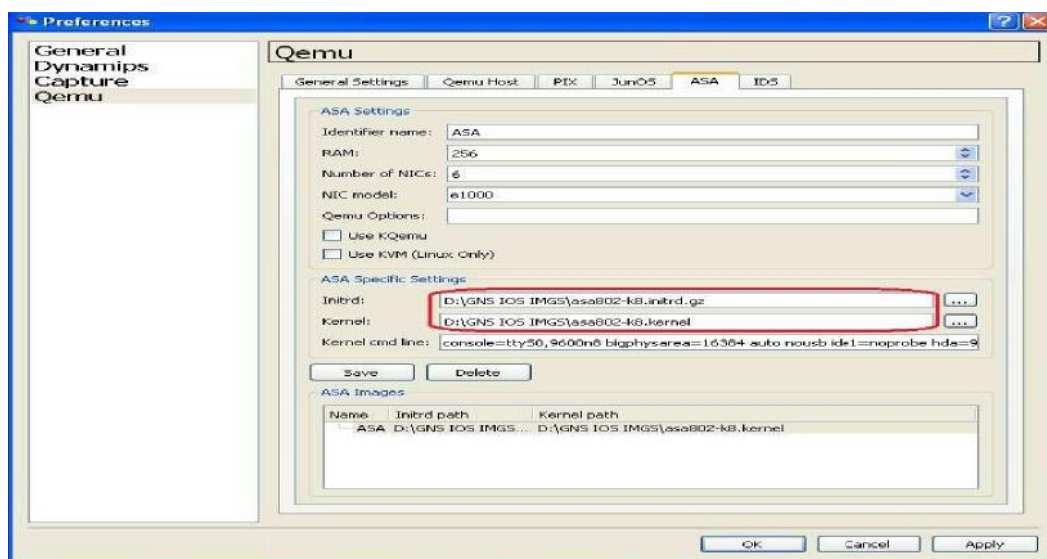 Preferences
General
Dynamips
Capture
Qemu
Qemu
General Settings Qemu Host PIX JunOS ASA IDS
ASA Settings
Identifier name: ASA
RAM: 256
Number of NICs: 6
NIC model: e1000
Qemu Options:
Use KQemu
Use KVM (Linux Only)
ASA Specific Settings
Initrd: D:\GNS IOS IMGS\asa802-k8.initrd.gz ...
Kernel: D:\GNS IOS IMGS\asa802-k8.kernel ...
Kernel cmd line: console=ttyS0,9600n8 bigphysarea=16384 auto nousb ide1=noprobe hda=9
Save Delete
ASA Images
Name Initrd path Kernel path
ASA D:\GNS IOS IMGS... D:\GNS IOS IMGS\asa802-k8.kernel
OK Cancel Apply